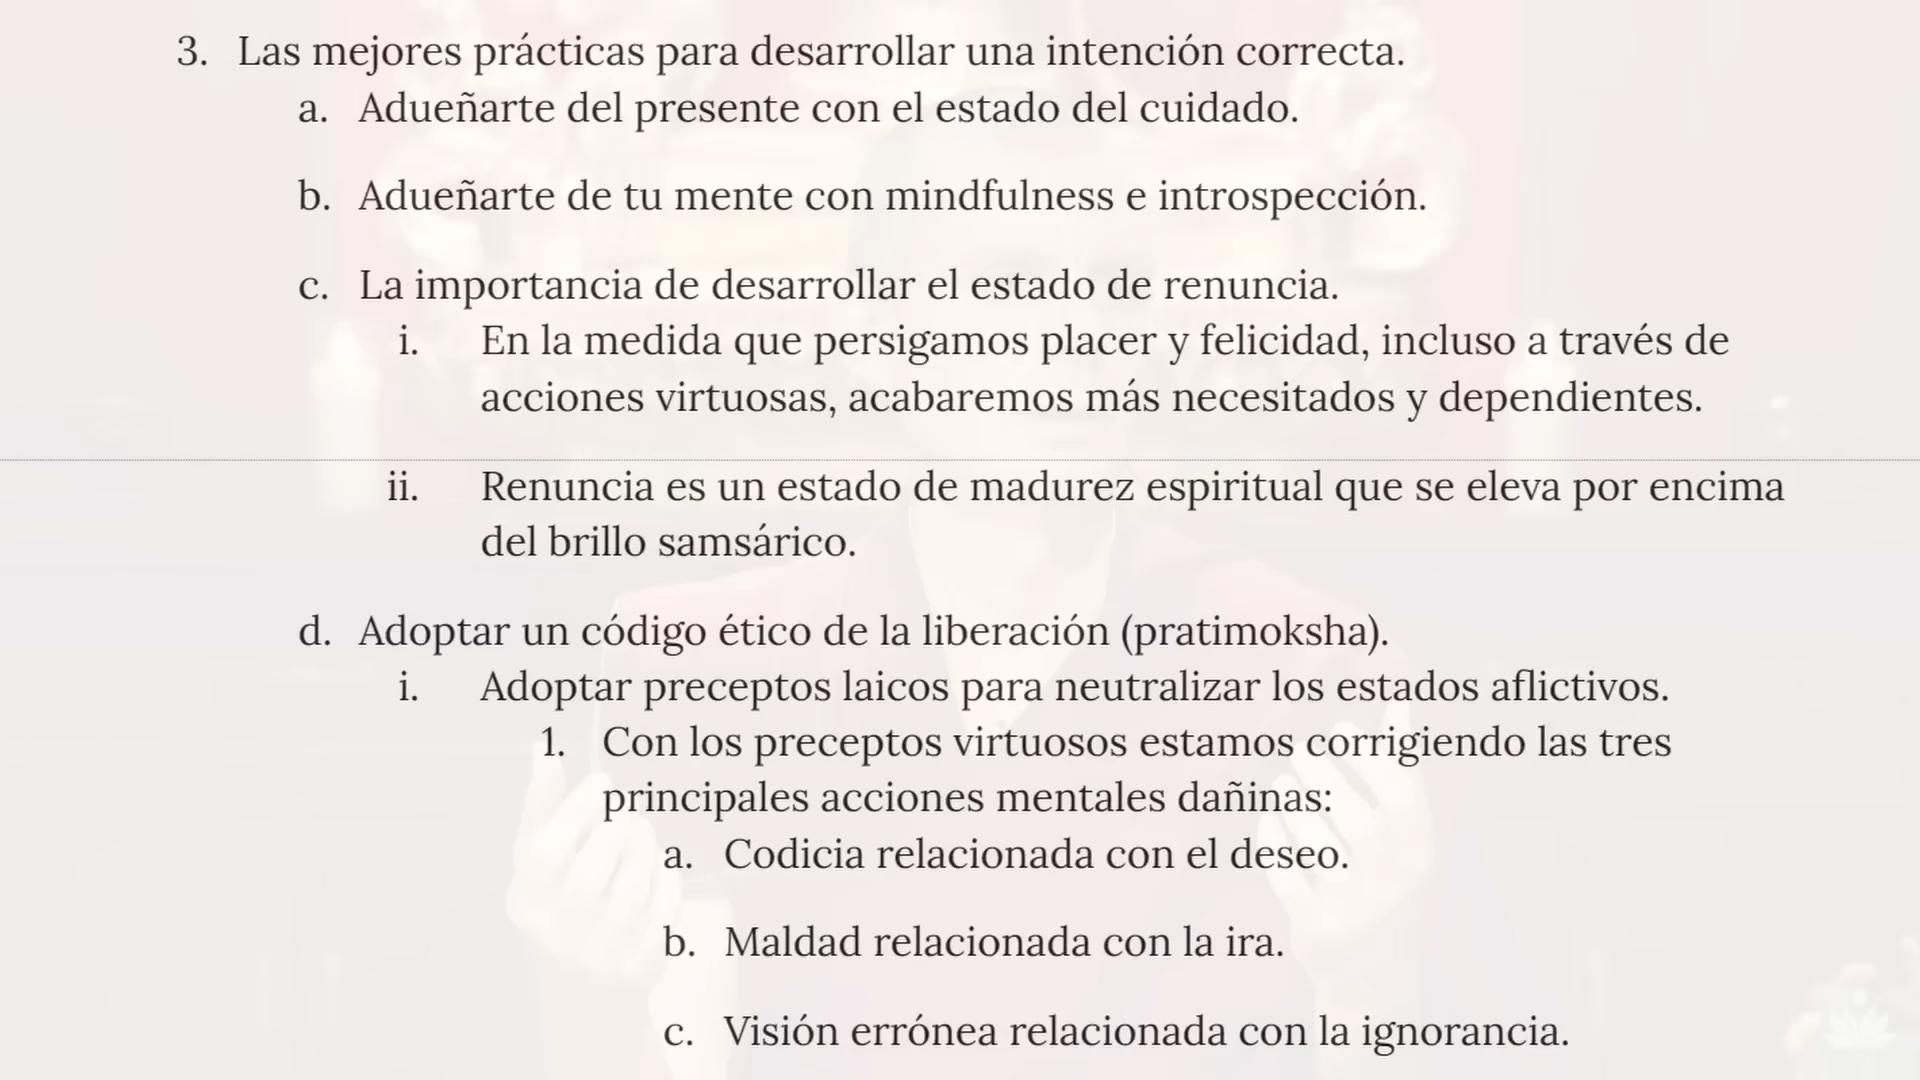 3. Las mejores prácticas para desarrollar una intención correcta.
a. Adueñarte del presente con el estado del cuidado.
b. Adueñarte de tu mente con mindfulness e introspección.
c. La importancia de desarrollar el estado de renuncia.
i. En la medida que persigamos placer y felicidad, incluso a través de
acciones virtuosas, acabaremos más necesitados y dependientes.
ii. Renuncia es un estado de madurez espiritual que se eleva por encima
del brillo samsárico.
d. Adoptar un código ético de la liberación (pratimoksha).
i. Adoptar preceptos laicos para neutralizar los estados aflictivos.
1. Con los preceptos virtuosos estamos corrigiendo las tres
principales acciones mentales dañinas:
a. Codicia relacionada con el deseo.
b. Maldad relacionada con la ira.
c. Visión errónea relacionada con la ignorancia.